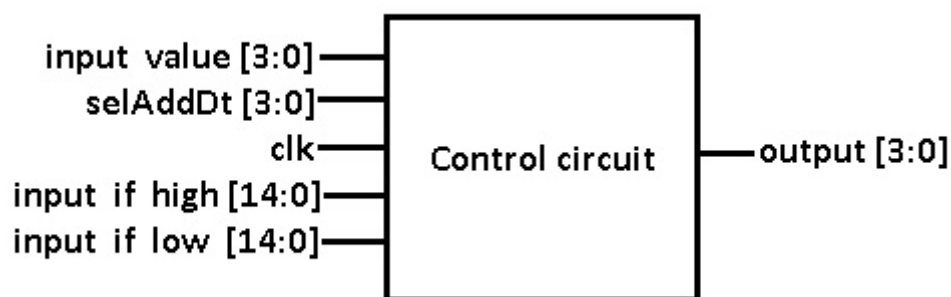 input value [3:0]
selAddDt [3:0]
clk
input if high [14:0]
input if low [14:0]
Control circuit
output [3:0]